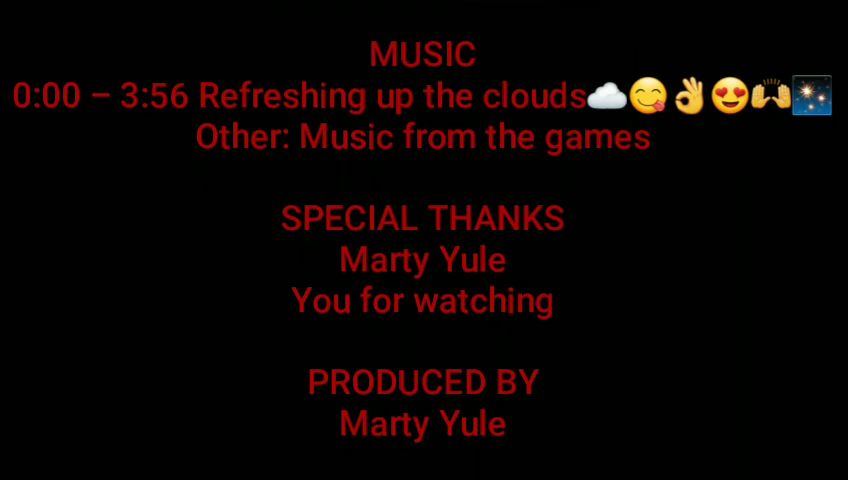 MUSIC
0:00 – 3:56 Refreshing up the clouds☁️😋👌😍🙌🎇
Other: Music from the games
SPECIAL THANKS
Marty Yule
You for watching
PRODUCED BY
Marty Yule